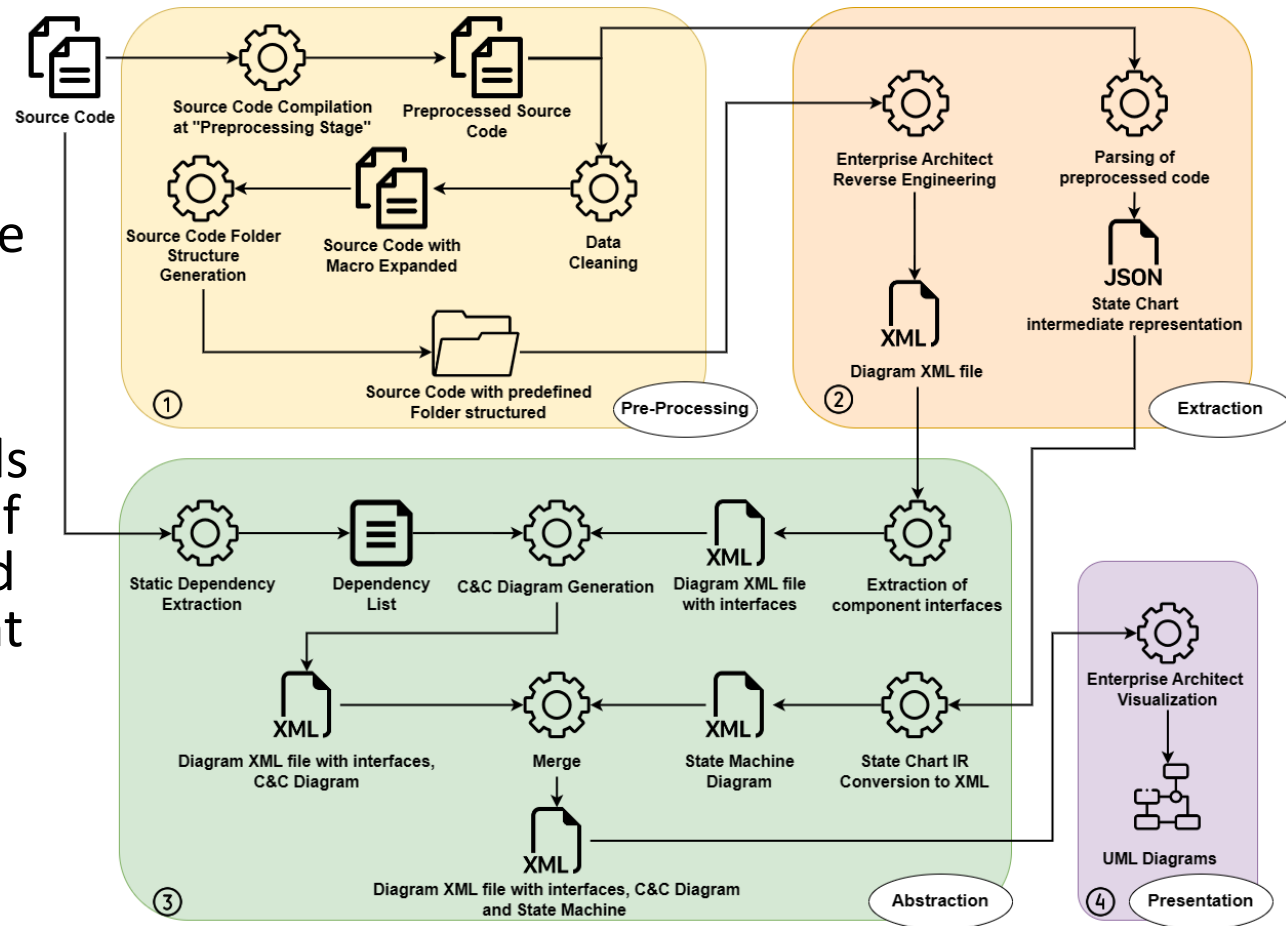 Source Code
Source Code Compilation
at "Preprocessing Stage"
Preprocessed Source
Code
Source Code Folder
Structure
Generation
Source Code with
Macro Expanded
Data
Cleaning
Source Code with predefined
Folder structured
1
Pre-Processing
Enterprise Architect
Reverse Engineering
Parsing of
preprocessed code
XML
Diagram XML file
JSON
State Chart
intermediate representation
2
Extraction
e
ls
f
d
t
Static Dependency
Extraction
Dependency
List
C&C Diagram Generation
XML
Diagram XML file
with interfaces
Extraction of
component interfaces
XML
Diagram XML file with interfaces,
C&C Diagram
Merge
XML
State Machine
Diagram
State Chart IR
Conversion to XML
XML
Diagram XML file with interfaces, C&C Diagram
and State Machine
3
Abstraction
Enterprise Architect
Visualization
UML Diagrams
4
Presentation